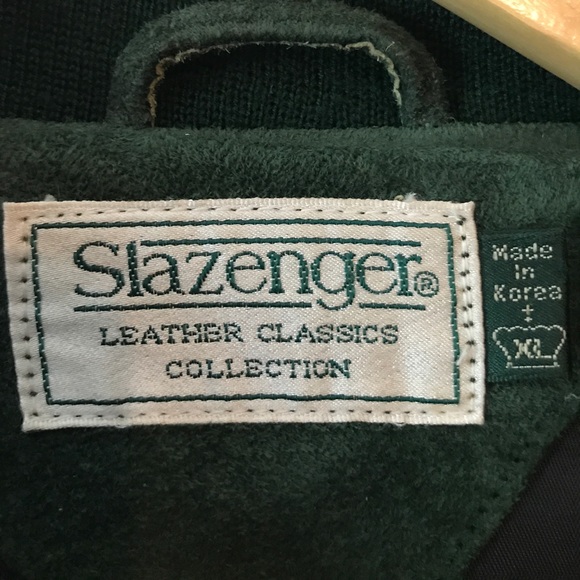 Slazenger®
LEATHER CLASSICS
COLLECTION
Made
In
Korea
XL